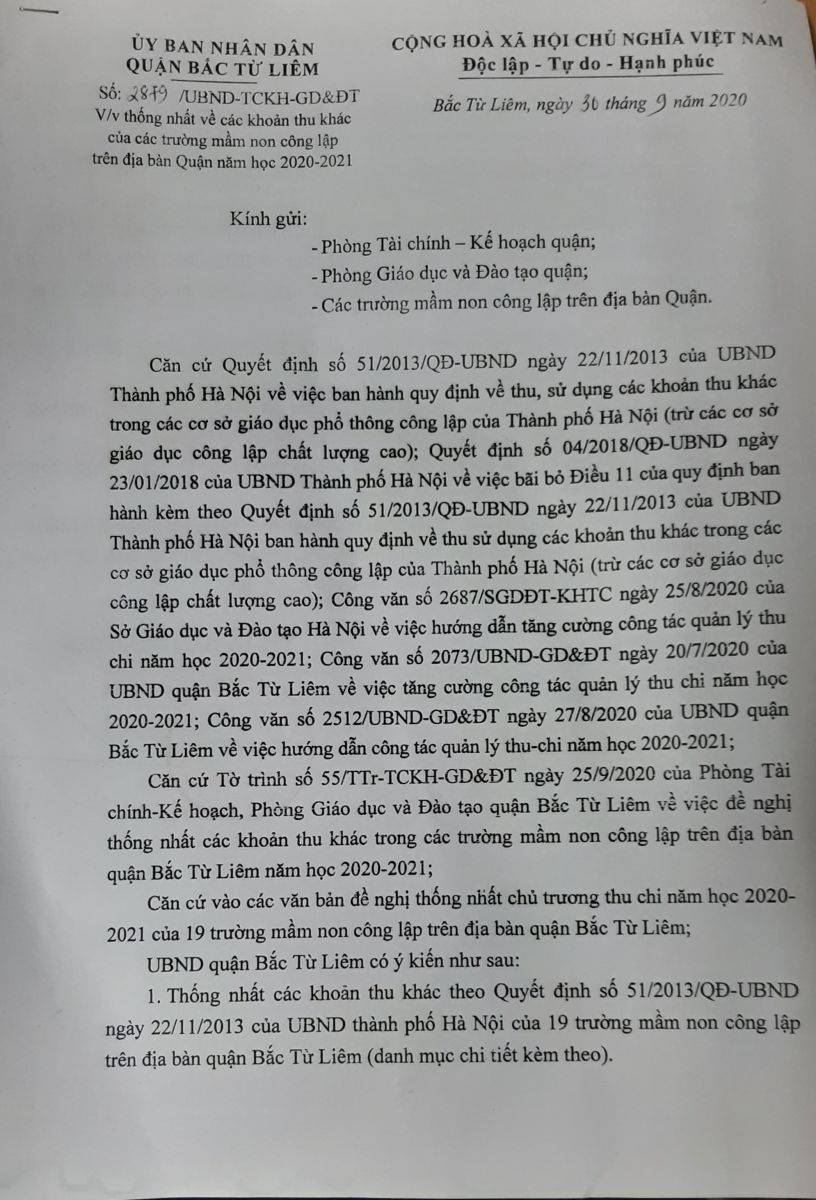 ỦY BAN NHÂN DÂN
QUẬN BẮC TỪ LIÊM
CỘNG HOÀ XÃ HỘI CHỦ NGHĨA VIỆT NAM
Độc lập - Tự do - Hạnh phúc
Số: 2879 /UBND-TCKH-GD&ĐT
V/v thống nhất về các khoản thu khác
của các trường mầm non công lập
trên địa bàn Quận năm học 2020-2021
Bắc Từ Liêm, ngày 30 tháng 9 năm 2020
Kính gửi:
- Phòng Tài chính – Kế hoạch quận;
- Phòng Giáo dục và Đào tạo quận;
- Các trường mầm non công lập trên địa bàn Quận.
Căn cứ Quyết định số 51/2013/QĐ-UBND ngày 22/11/2013 của UBND
Thành phố Hà Nội về việc ban hành quy định về thu, sử dụng các khoản thu khác
trong các cơ sở giáo dục phổ thông công lập của Thành phố Hà Nội (trừ các cơ sở
giáo dục công lập chất lượng cao); Quyết định số 04/2018/QĐ-UBND ngày
23/01/2018 của UBND Thành phố Hà Nội về việc bãi bỏ Điều 11 của quy định ban
hành kèm theo Quyết định số 51/2013/QĐ-UBND ngày 22/11/2013 của UBND
Thành phố Hà Nội ban hành quy định về thu sử dụng các khoản thu khác trong các
cơ sở giáo dục phổ thông công lập của Thành phố Hà Nội (trừ các cơ sở giáo dục
công lập chất lượng cao); Công văn số 2687/SGDĐT-KHTC ngày 25/8/2020 của
Sở Giáo dục và Đào tạo Hà Nội về việc hướng dẫn tăng cường công tác quản lý thu
chi năm học 2020-2021; Công văn số 2073/UBND-GD&ĐT ngày 20/7/2020 của
UBND quận Bắc Từ Liêm về việc tăng cường công tác quản lý thu chi năm học
2020-2021; Công văn số 2512/UBND-GD&ĐT ngày 27/8/2020 của UBND quận
Bắc Từ Liêm về việc hướng dẫn công tác quản lý thu-chi năm học 2020-2021;
Căn cứ Tờ trình số 55/TTr-TCKH-GD&ĐT ngày 25/9/2020 của Phòng Tài
chính-Kế hoạch, Phòng Giáo dục và Đào tạo quận Bắc Từ Liêm về việc đề nghị
thống nhất các khoản thu khác trong các trường mầm non công lập trên địa bàn
quận Bắc Từ Liêm năm học 2020-2021;
Căn cứ vào các văn bản đề nghị thống nhất chủ trương thu chi năm học 2020-
2021 của 19 trường mầm non công lập trên địa bàn quận Bắc Từ Liêm;
UBND quận Bắc Từ Liêm có ý kiến như sau:
1. Thống nhất các khoản thu khác theo Quyết định số 51/2013/QĐ-UBND
ngày 22/11/2013 của UBND thành phố Hà Nội của 19 trường mầm non công lập
trên địa bàn quận Bắc Từ Liêm (danh mục chi tiết kèm theo).